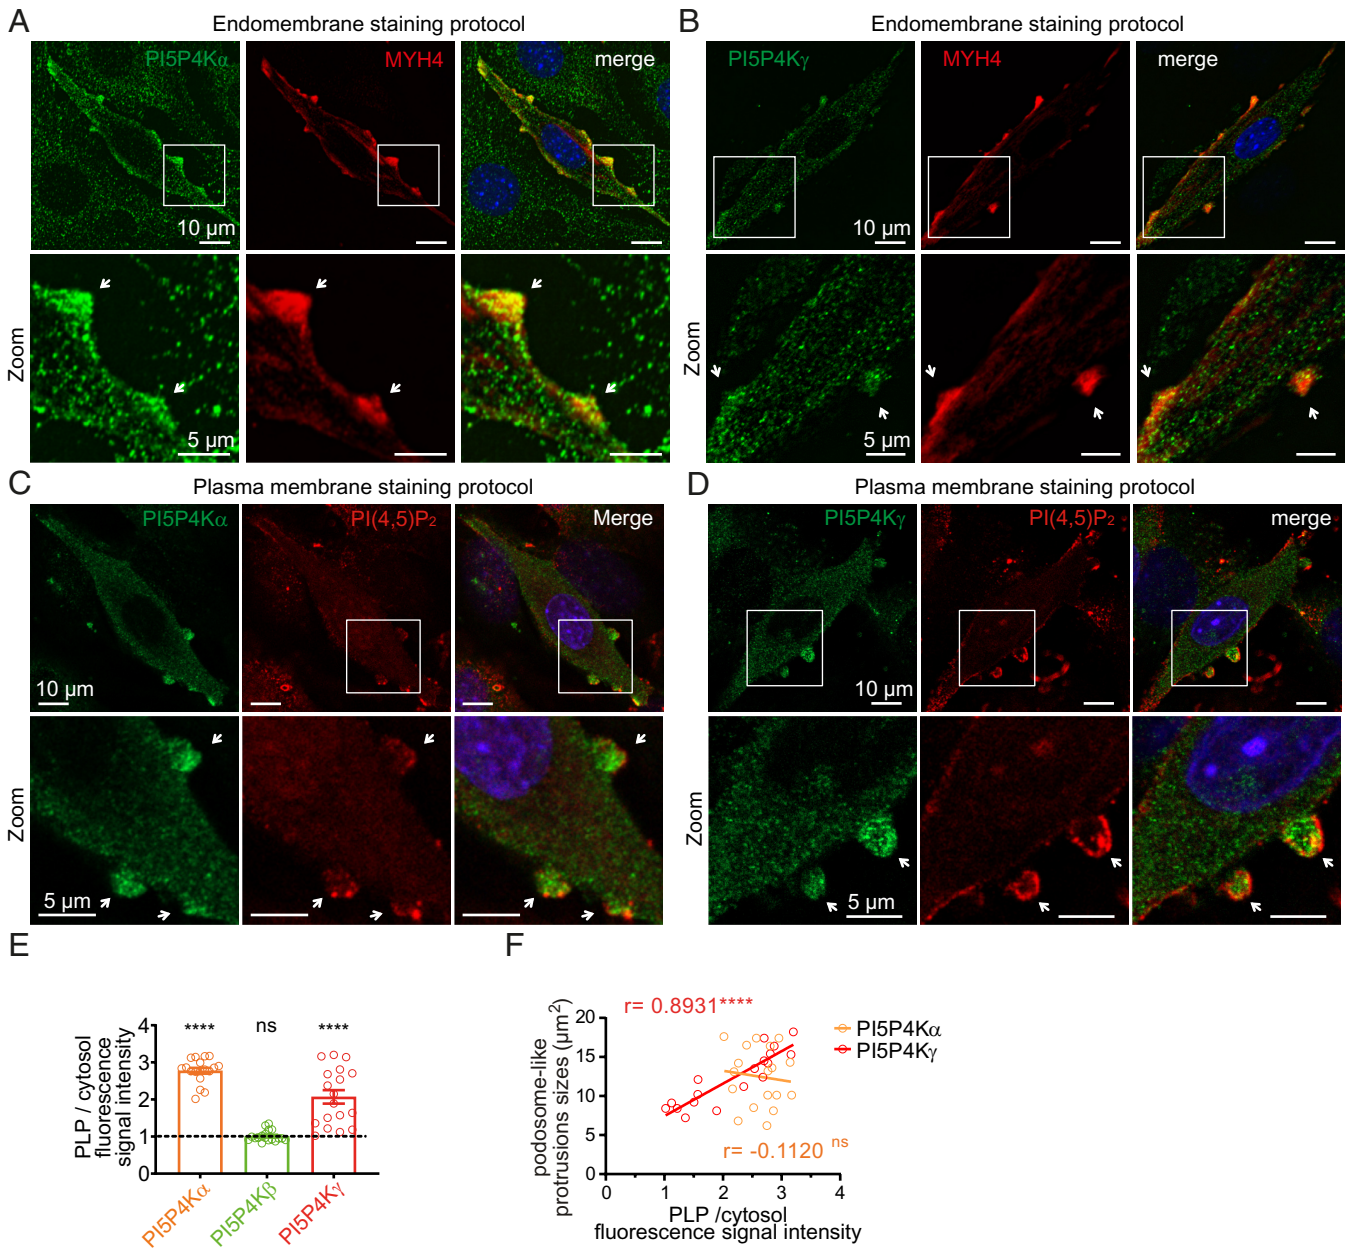 A
Endomembrane staining protocol
PI5P4Kα
MYH4
merge
10 µm
Zoom
5 µm
B
Endomembrane staining protocol
PI5P4Kγ
MYH4
merge
10 µm
Zoom
5 µm
C
Plasma membrane staining protocol
PI5P4Kα
PI(4,5)P2
Merge
10 µm
Zoom
5 µm
D
Plasma membrane staining protocol
PI5P4Kγ
PI(4,5)P2
merge
10 µm
Zoom
5 µm
E
PLP / cytosol
fluorescence
signal intensity
4
3
2
1
0
****
ns
****
PI5P4Kα
PI5P4Kβ
PI5P4Kγ
F
podosome-like
protrusions sizes (µm2)
20
15
10
5
0
r= 0.8931****
r= -0.1120 ns
PI5P4Kα
PI5P4Kγ
0 1 2 3 4
PLP /cytosol
fluorescence signal intensity